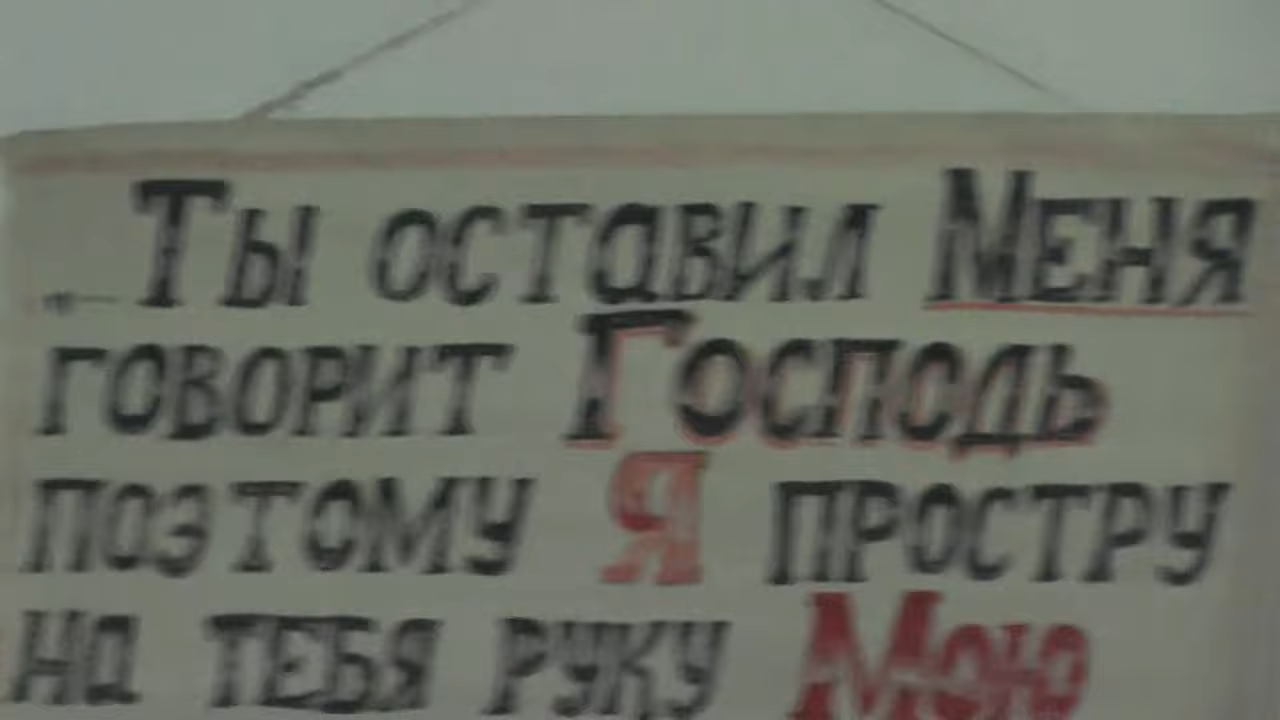 ...Ты оставил Меня
говорит Господь
поэтому Я простру
на тебя руку Мою